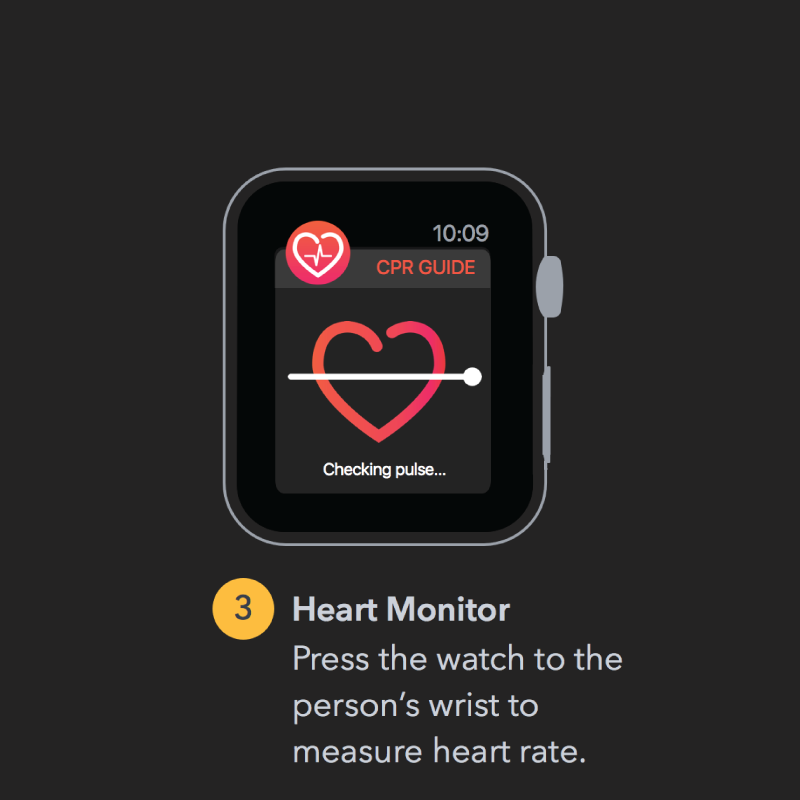 10:09
CPR GUIDE
Checking pulse...
3
Heart Monitor
Press the watch to the
person’s wrist to
measure heart rate.